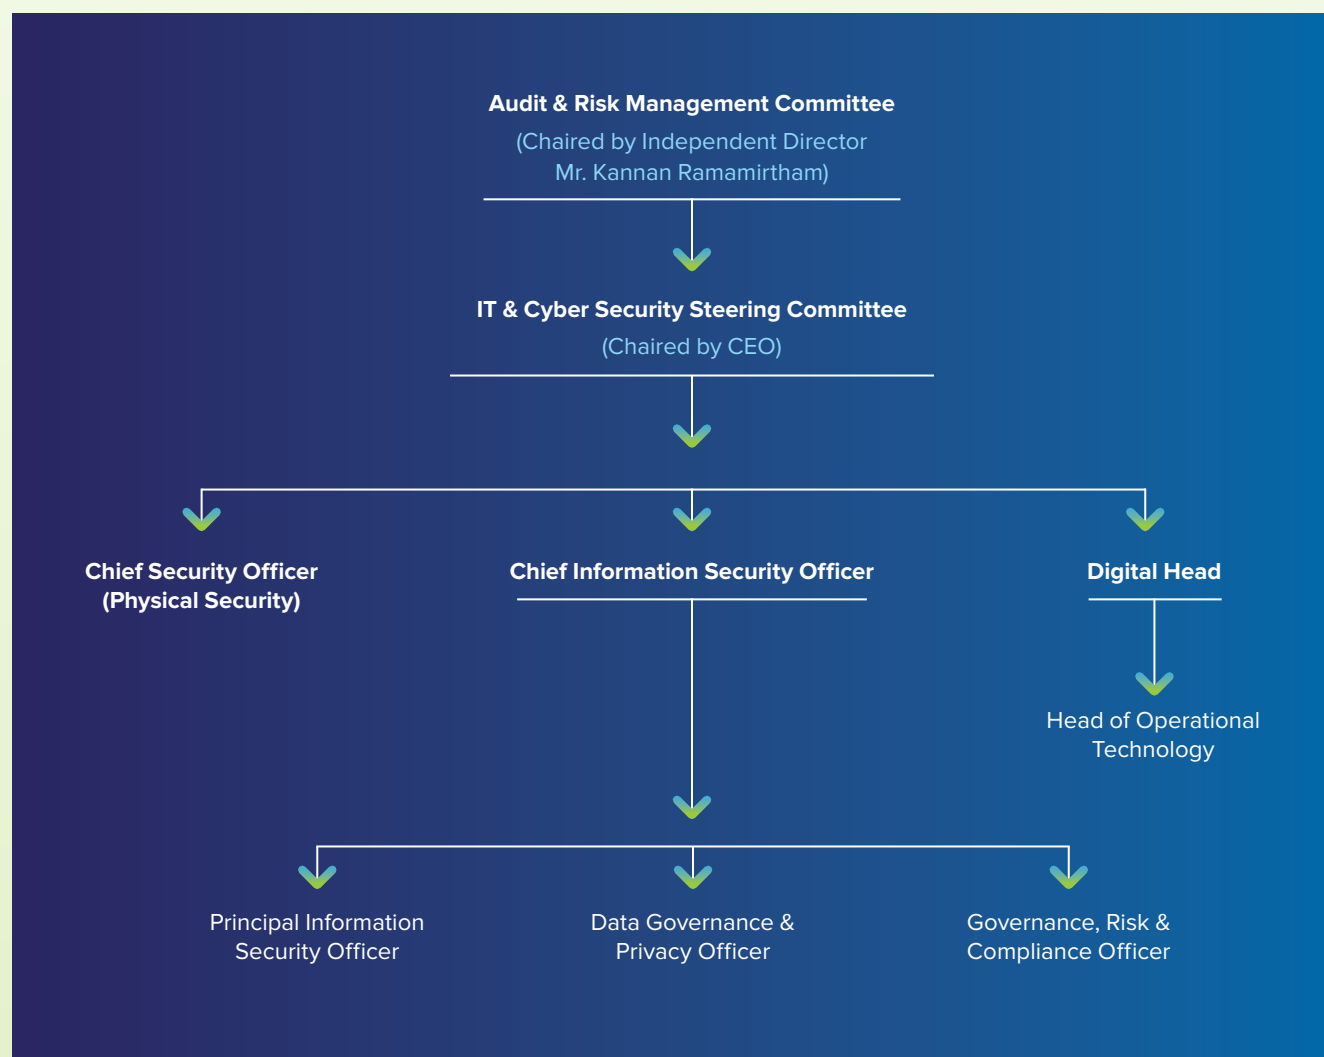 Audit & Risk Management Committee
(Chaired by Independent Director
Mr. Kannan Ramamirtham)
IT & Cyber Security Steering Committee
(Chaired by CEO)
Chief Security Officer
(Physical Security)
Chief Information Security Officer
Digital Head
Head of Operational
Technology
Principal Information
Security Officer
Data Governance &
Privacy Officer
Governance, Risk &
Compliance Officer